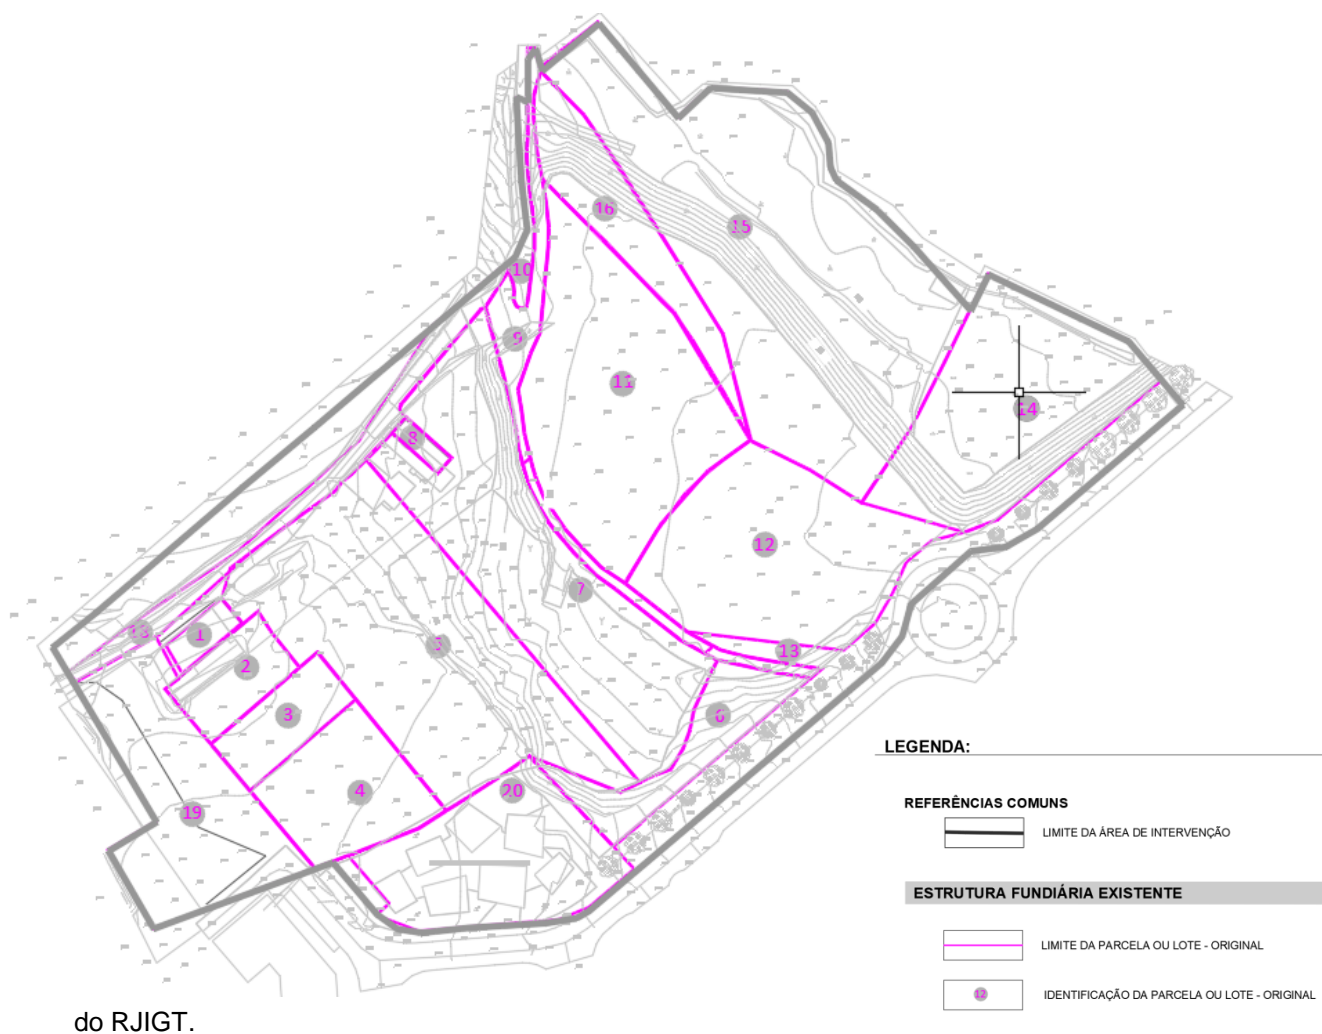 16
15
10
9
11
14
8
12
7
18
1
5
13
2
3
6
LEGENDA:
4
20
REFERÊNCIAS COMUNS
19
LIMITE DA ÁREA DE INTERVENÇÃO
ESTRUTURA FUNDIÁRIA EXISTENTE
LIMITE DA PARCELA OU LOTE - ORIGINAL
12 IDENTIFICAÇÃO DA PARCELA OU LOTE - ORIGINAL
do RJIGT.